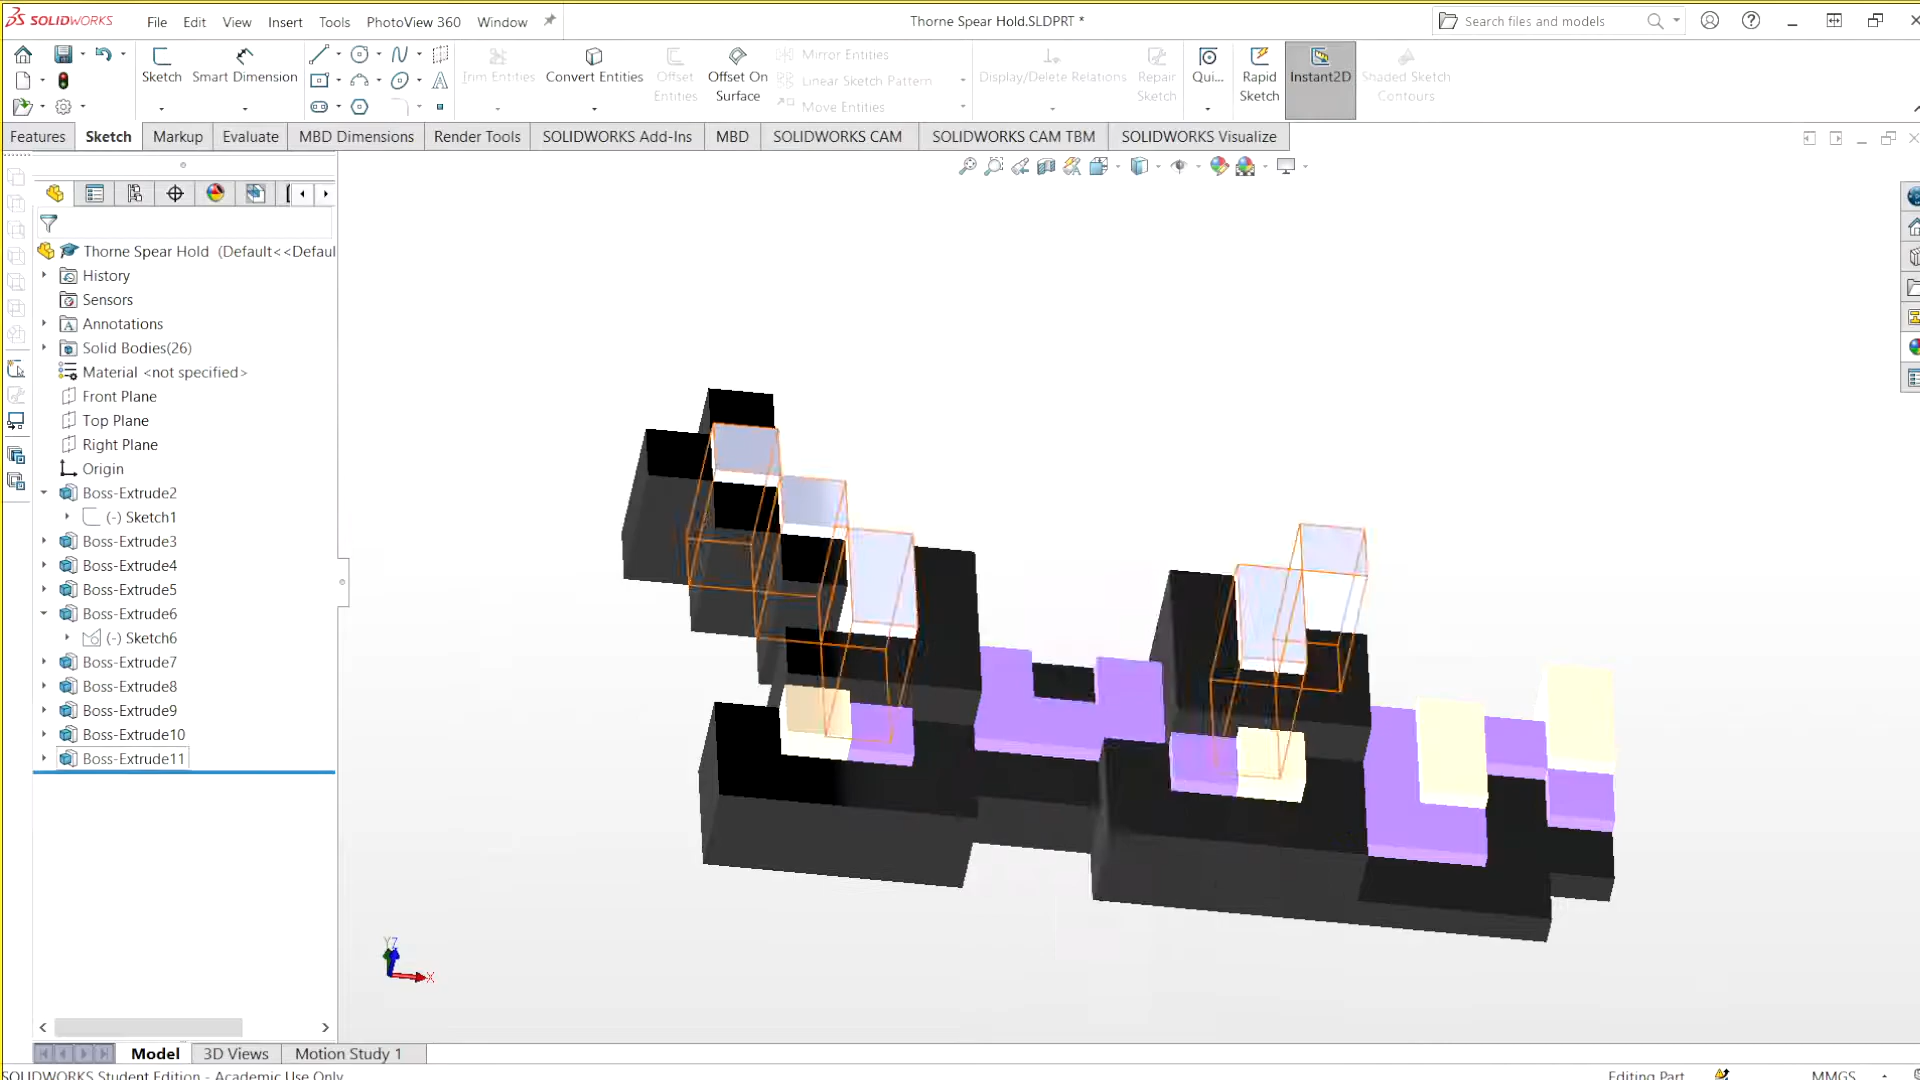 SOLIDWORKS File Edit View Insert Tools PhotoView 360 Window Thorne Spear Hold.SLDPRT * Search files and models
Sketch Smart Dimension Trim Entities Convert Entities Offset Entities Offset On Surface Mirror Entities Display/Delete Relations Repair Sketch Qui... Rapid Sketch Instant2D Shaded Sketch Contours
Linear Sketch Pattern
Move Entities
Features Sketch Markup Evaluate MBD Dimensions Render Tools SOLIDWORKS Add-Ins MBD SOLIDWORKS CAM SOLIDWORKS CAM TBM SOLIDWORKS Visualize
Thorne Spear Hold (Default<<Defaul
History
Sensors
Annotations
Solid Bodies(26)
Material <not specified>
Front Plane
Top Plane
Right Plane
Origin
Boss-Extrude2
(-) Sketch1
Boss-Extrude3
Boss-Extrude4
Boss-Extrude5
Boss-Extrude6
(-) Sketch6
Boss-Extrude7
Boss-Extrude8
Boss-Extrude9
Boss-Extrude10
Boss-Extrude11
Y Z
X
Model 3D Views Motion Study 1
SOLIDWORKS Student Edition - Academic Use Only Editing Part MMGS